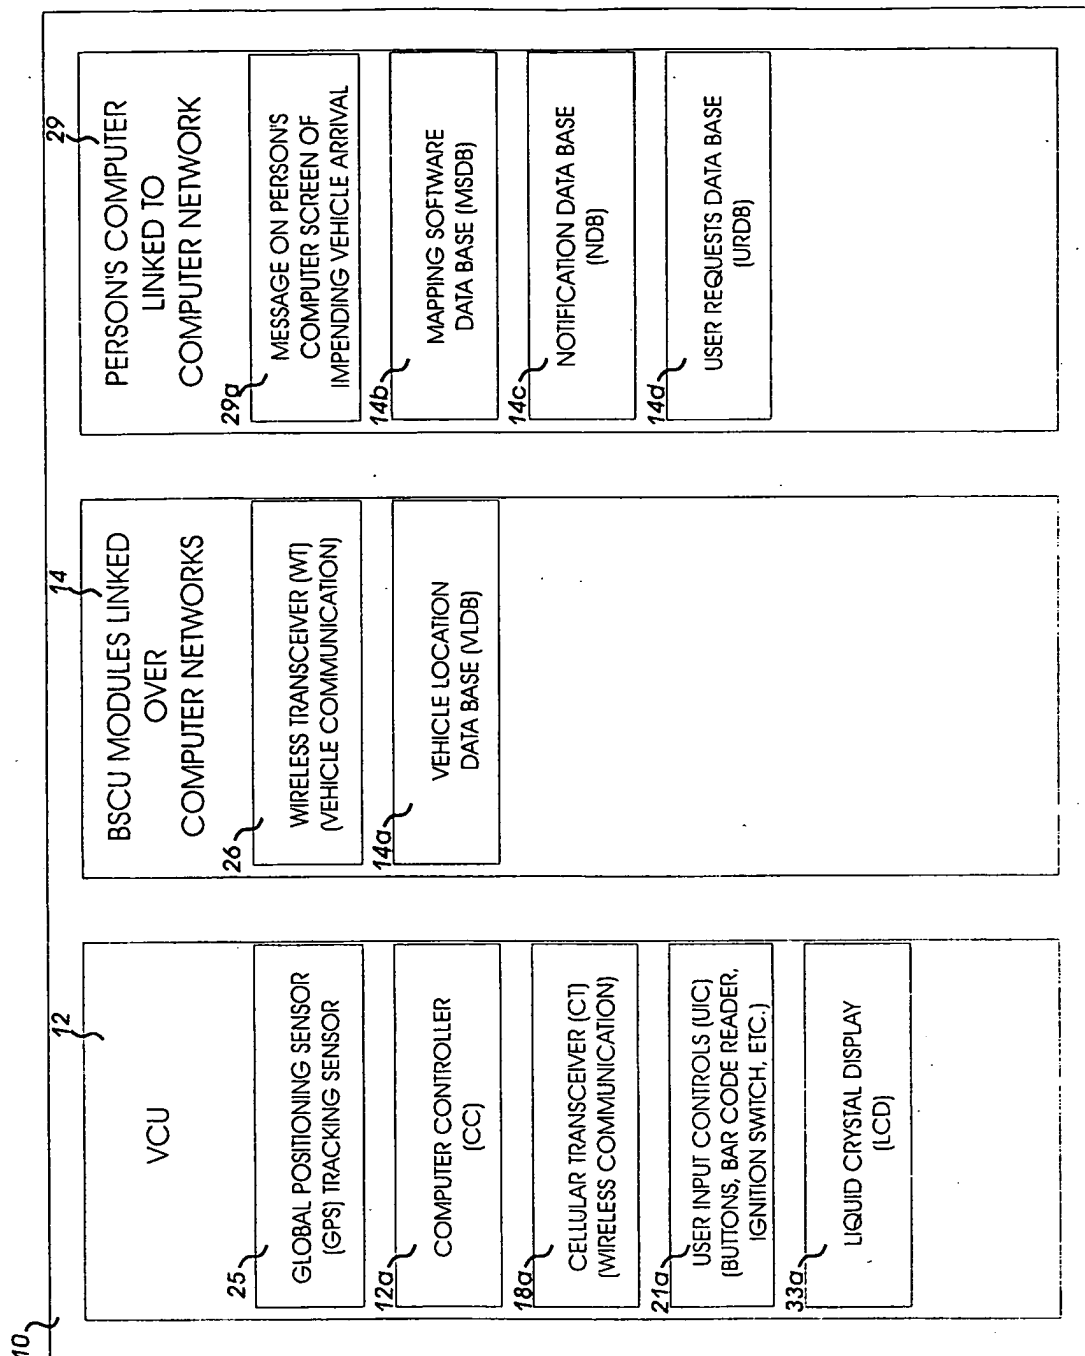 10
12
VCU
25
GLOBAL POSITIONING SENSOR
(GPS) TRACKING SENSOR
12a
COMPUTER CONTROLLER
(CC)
18a
CELLULAR TRANSCEIVER (CT)
(WIRELESS COMMUNICATION)
21a
USER INPUT CONTROLS (UIC)
(BUTTONS, BAR CODE READER,
IGNITION SWITCH, ETC.)
33a
LIQUID CRYSTAL DISPLAY
(LCD)
14
BSCU MODULES LINKED
OVER
COMPUTER NETWORKS
26
WIRELESS TRANSCEIVER (WT)
(VEHICLE COMMUNICATION)
14a
VEHICLE LOCATION
DATA BASE (VLDB)
29
PERSON'S COMPUTER
LINKED TO
COMPUTER NETWORK
29a
MESSAGE ON PERSON'S
COMPUTER SCREEN OF
IMPENDING VEHICLE ARRIVAL
14b
MAPPING SOFTWARE
DATA BASE (MSDB)
14c
NOTIFICATION DATA BASE
(NDB)
14d
USER REQUESTS DATA BASE
(URDB)